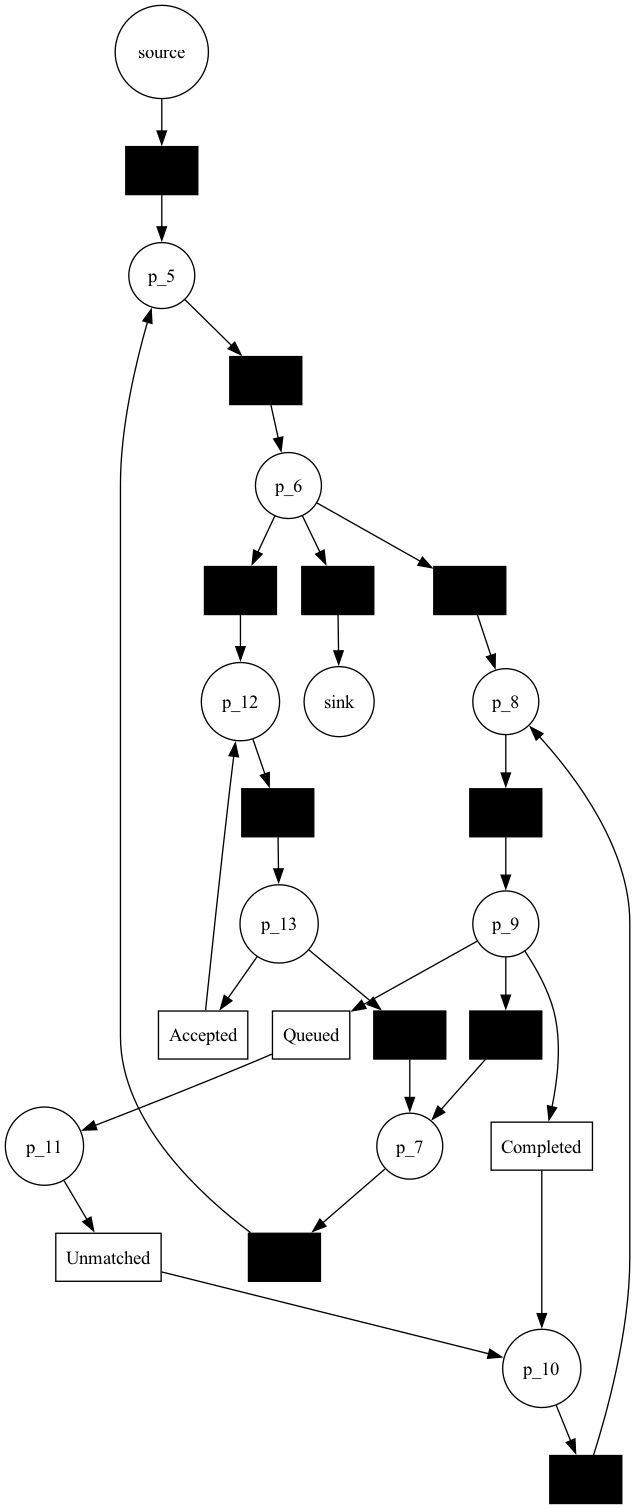 source
p_5
p_6
p_12
sink
p_8
p_13
p_9
Accepted
Queued
p_11
p_7
Completed
Unmatched
p_10